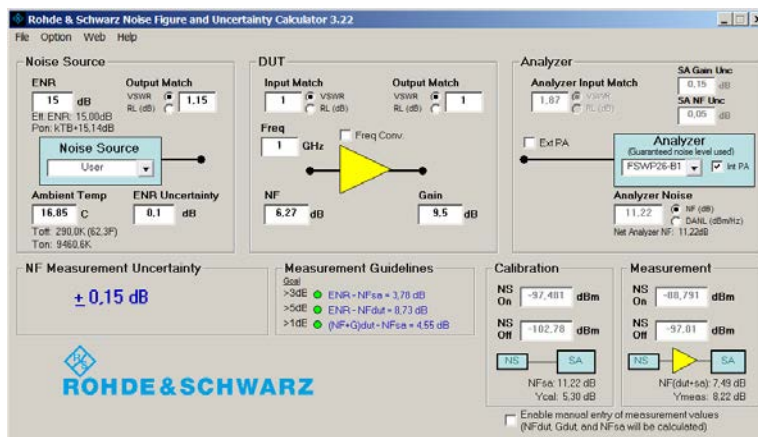 Rohde & Schwarz Noise Figure and Uncertainty Calculator 3.22
File Option Web Help
Noise Source
ENR
15 dB
Output Match
VSWR
RL (dB)
1,15
Eff. ENR: 15,00dB
Pon: kTB+15,14dB
Noise Source
User
Ambient Temp
16,85 C
ENR Uncertainty
0,1 dB
Toff: 290,0K (62,3F)
Ton: 9460,6K
DUT
Input Match
1
VSWR
RL (dB)
Output Match
VSWR
RL (dB)
1
Freq
1 GHz
Freq Conv.
NF
6,27 dB
Gain
9,5 dB
Analyzer
Analyzer Input Match
1,87
VSWR
RL (dB)
SA Gain Unc
0,15 dB
SA NF Unc
0,05 dB
Ext PA
Analyzer
(Guaranteed noise level used)
FSWP26-B1
Int PA
Analyzer Noise
11,22
NF (dB)
DANL (dBm/Hz)
Net Analyzer NF: 11,22dB
NF Measurement Uncertainty
± 0,15 dB
Measurement Guidelines
Goal
>3dB ENR - NFsa = 3,78 dB
>5dB ENR - NFdut = 8,73 dB
>1dB (NF+G)dut - NFsa = 4,55 dB
Calibration
NS On -97,481 dBm
NS Off -102,78 dBm
NS SA
NFsa: 11,22 dB
Ycal: 5,30 dB
Measurement
NS On -88,791 dBm
NS Off -97,01 dBm
NS SA
NF(dut+sa): 7,49 dB
Ymeas: 8,22 dB
ROHDE & SCHWARZ
Enable manual entry of measurement values
(NFdut, Gdut, and NFsa will be calculated)